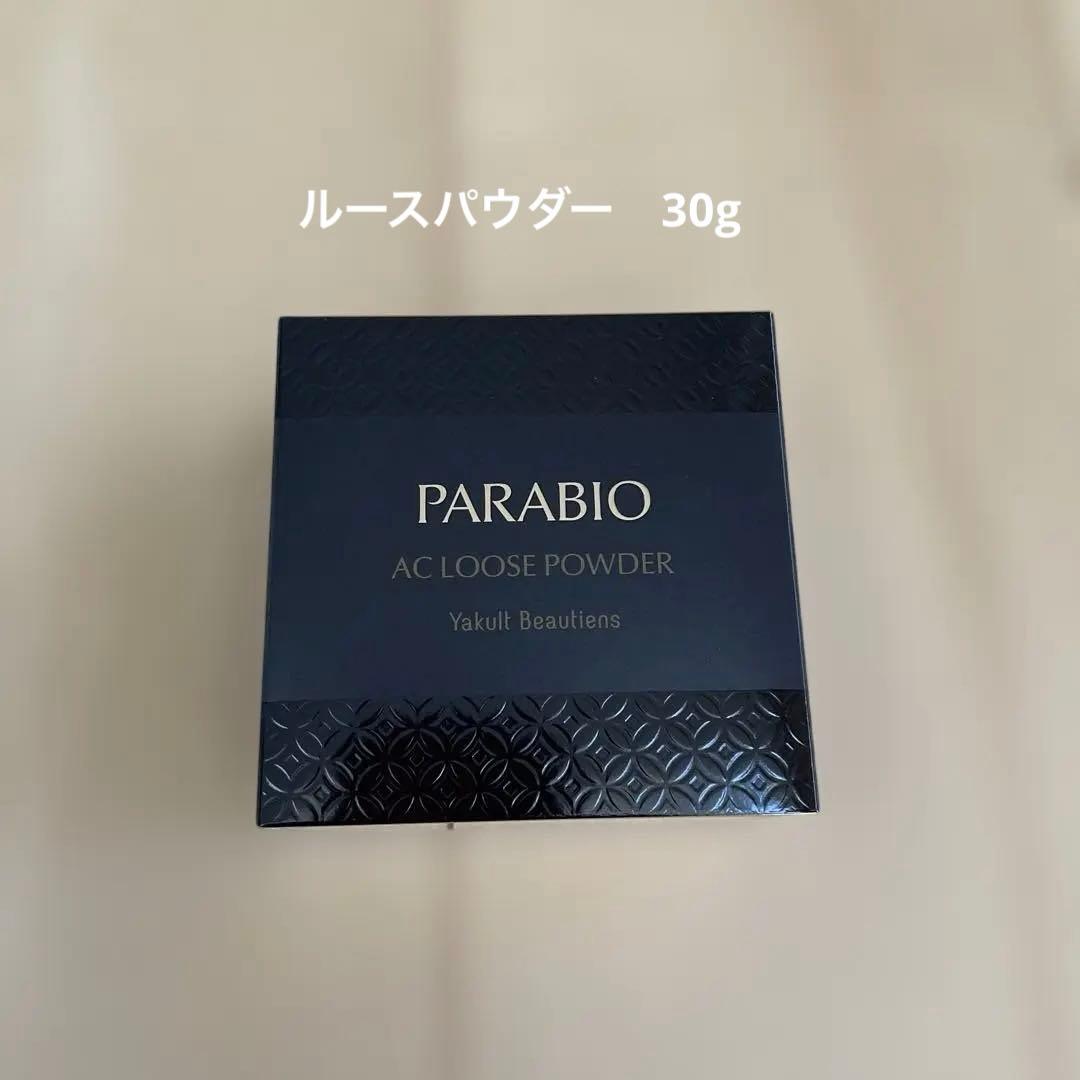 ルースパウダー　30g
PARABIO
AC LOOSE POWDER
Yakult Beautiens